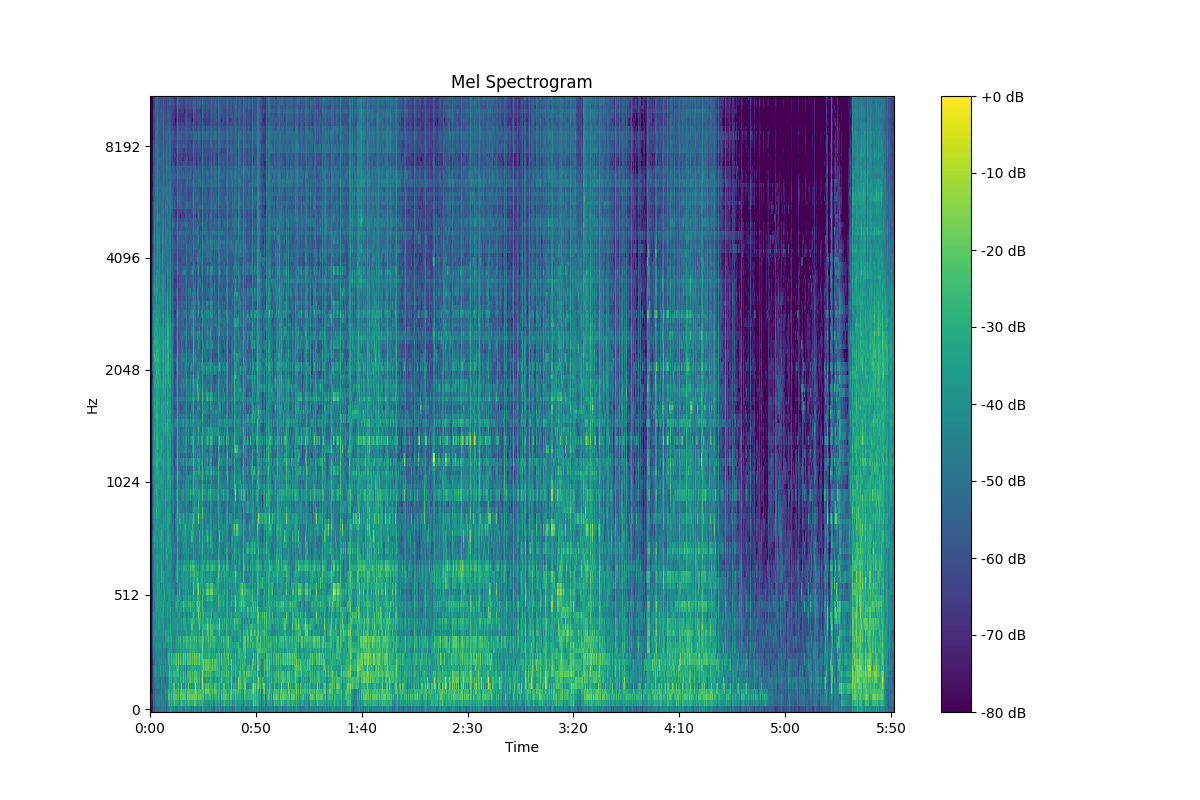 Mel Spectrogram
Hz
8192
4096
2048
1024
512
0
0:00 0:50 1:40 2:30 3:20 4:10 5:00 5:50
Time
+0 dB
-10 dB
-20 dB
-30 dB
-40 dB
-50 dB
-60 dB
-70 dB
-80 dB